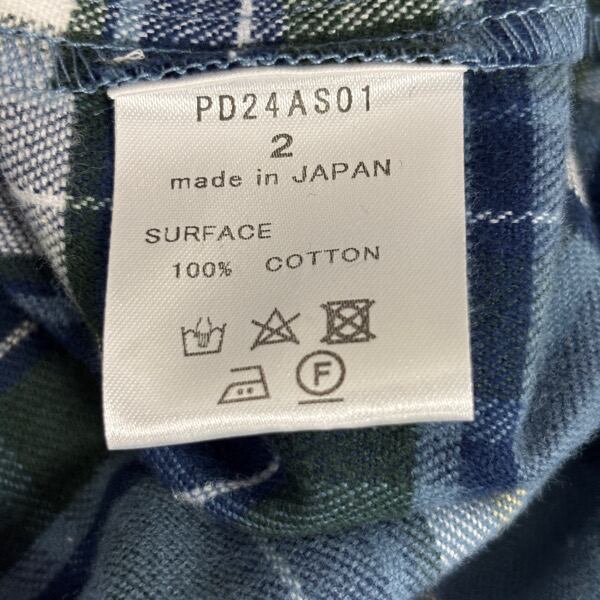 PD24AS01
2
made in JAPAN
SURFACE
100% COTTON
F